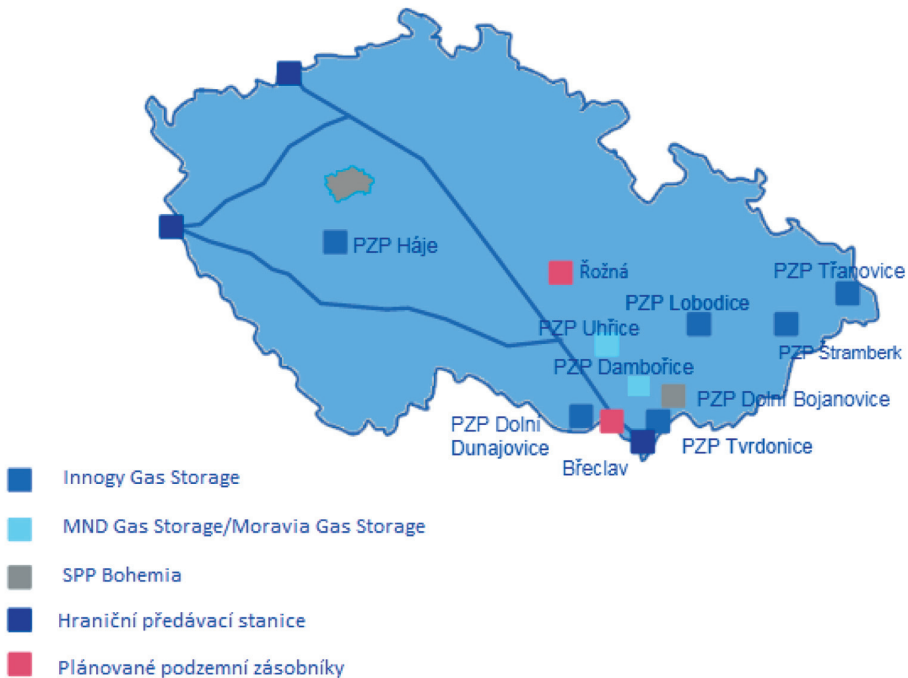 PZP Háje
Řožná
PZP Třanovice
PZP Lobodice
PZP Uhřice
PZP Štramberk
PZP Dambořice
PZP Dolní Bojanovice
PZP Dolní
Dunajovice
PZP Tvrdonice
Břeclav
Innogy Gas Storage
MND Gas Storage/Moravia Gas Storage
SPP Bohemia
Hraniční předávací stanice
Plánované podzemní zásobníky